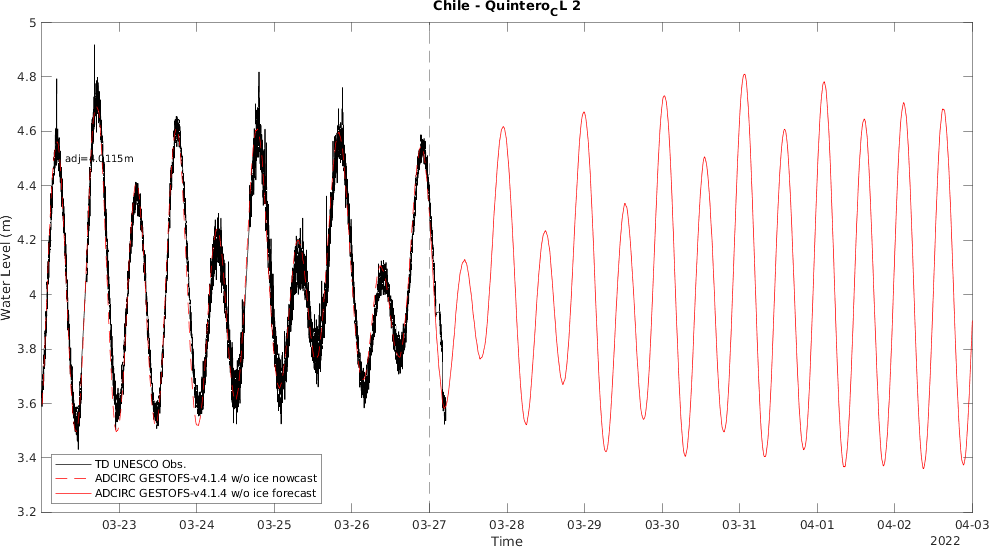 Chile - Quintero_CL 2
5
4.8
4.6
4.4
4.2
4
3.8
3.6
3.4
3.2
Water Level (m)
adj=4.0115m
TD UNESCO Obs.
ADCIRC GESTOFS-v4.1.4 w/o ice nowcast
ADCIRC GESTOFS-v4.1.4 w/o ice forecast
03-23 03-24 03-25 03-26 03-27 03-28 03-29 03-30 03-31 04-01 04-02 04-03
Time
2022